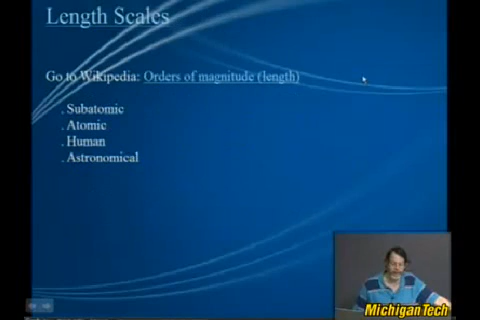 Length Scales
Go to Wikipedia: Orders of magnitude (length)
. Subatomic
. Atomic
. Human
. Astronomical
MichiganTech